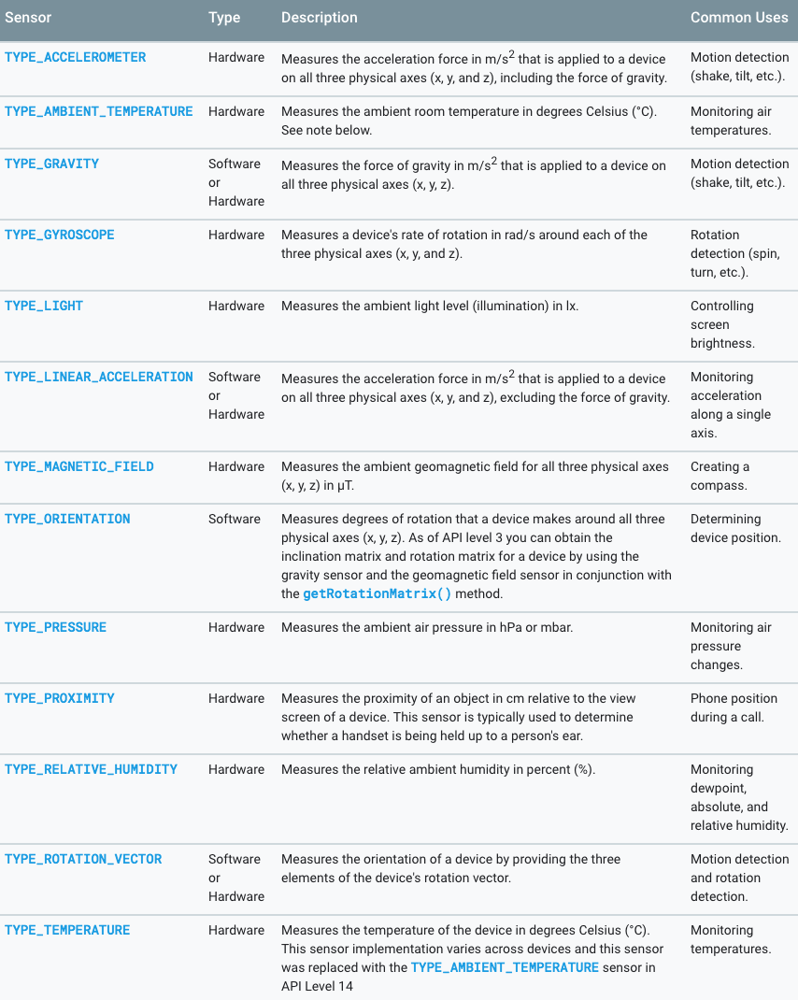 Sensor Type Description Common Uses
TYPE_ACCELEROMETER Hardware Measures the acceleration force in m/s2 that is applied to a device Motion detection
on all three physical axes (x, y, and z), including the force of gravity. (shake, tilt, etc.).
TYPE_AMBIENT_TEMPERATURE Hardware Measures the ambient room temperature in degrees Celsius (°C). Monitoring air
See note below. temperatures.
TYPE_GRAVITY Software Measures the force of gravity in m/s2 that is applied to a device on Motion detection
or all three physical axes (x, y, z). (shake, tilt, etc.).
Hardware
TYPE_GYROSCOPE Hardware Measures a device's rate of rotation in rad/s around each of the Rotation
three physical axes (x, y, and z). detection (spin,
turn, etc.).
TYPE_LIGHT Hardware Measures the ambient light level (illumination) in lx. Controlling
screen
brightness.
TYPE_LINEAR_ACCELERATION Software Measures the acceleration force in m/s2 that is applied to a device Monitoring
or on all three physical axes (x, y, and z), excluding the force of gravity. acceleration
Hardware along a single
axis.
TYPE_MAGNETIC_FIELD Hardware Measures the ambient geomagnetic field for all three physical axes Creating a
(x, y, z) in μT. compass.
TYPE_ORIENTATION Software Measures degrees of rotation that a device makes around all three Determining
physical axes (x, y, z). As of API level 3 you can obtain the device position.
inclination matrix and rotation matrix for a device by using the
gravity sensor and the geomagnetic field sensor in conjunction with
the getRotationMatrix() method.
TYPE_PRESSURE Hardware Measures the ambient air pressure in hPa or mbar. Monitoring air
pressure
changes.
TYPE_PROXIMITY Hardware Measures the proximity of an object in cm relative to the view Phone position
screen of a device. This sensor is typically used to determine during a call.
whether a handset is being held up to a person's ear.
TYPE_RELATIVE_HUMIDITY Hardware Measures the relative ambient humidity in percent (%). Monitoring
dewpoint,
absolute, and
relative humidity.
TYPE_ROTATION_VECTOR Software Measures the orientation of a device by providing the three Motion detection
or elements of the device's rotation vector. and rotation
Hardware detection.
TYPE_TEMPERATURE Hardware Measures the temperature of the device in degrees Celsius (°C). Monitoring
This sensor implementation varies across devices and this sensor temperatures.
was replaced with the TYPE_AMBIENT_TEMPERATURE sensor in
API Level 14